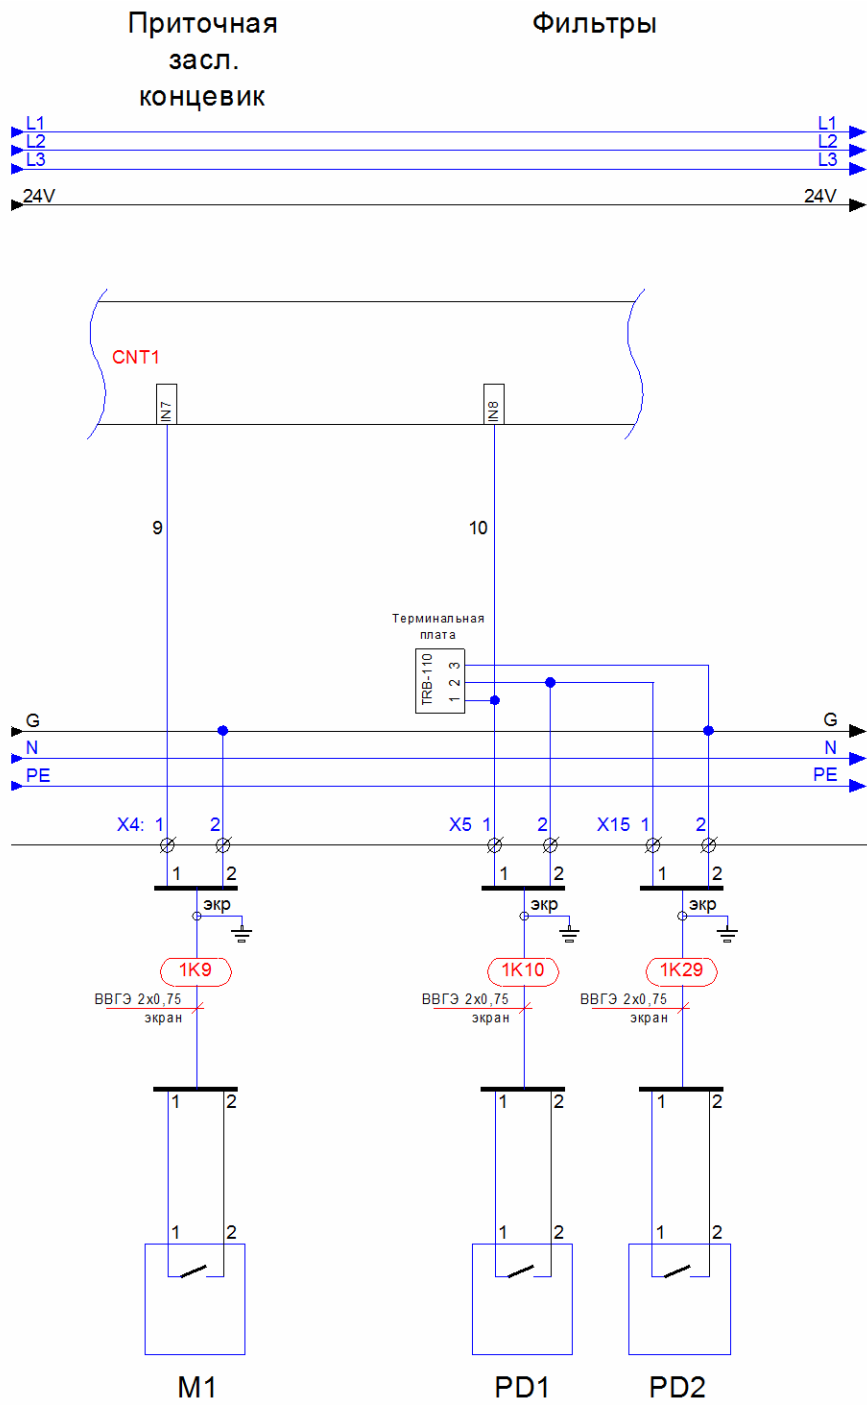 Приточная
засл.
концевик
Фильтры
L1 L1
L2 L2
L3 L3
24V 24V
CNT1
IN7 IN8
9 10
Терминальная
плата
TRB-110
3
2
1
G G
N N
PE PE
X4: 1 2 X5 1 2 X15 1 2
1 2 1 2 1 2
экр экр экр
1K9 1K10 1K29
ВВГЭ 2x0,75 ВВГЭ 2x0,75 ВВГЭ 2x0,75
экран экран экран
1 2 1 2 1 2
1 2 1 2 1 2
M1 PD1 PD2